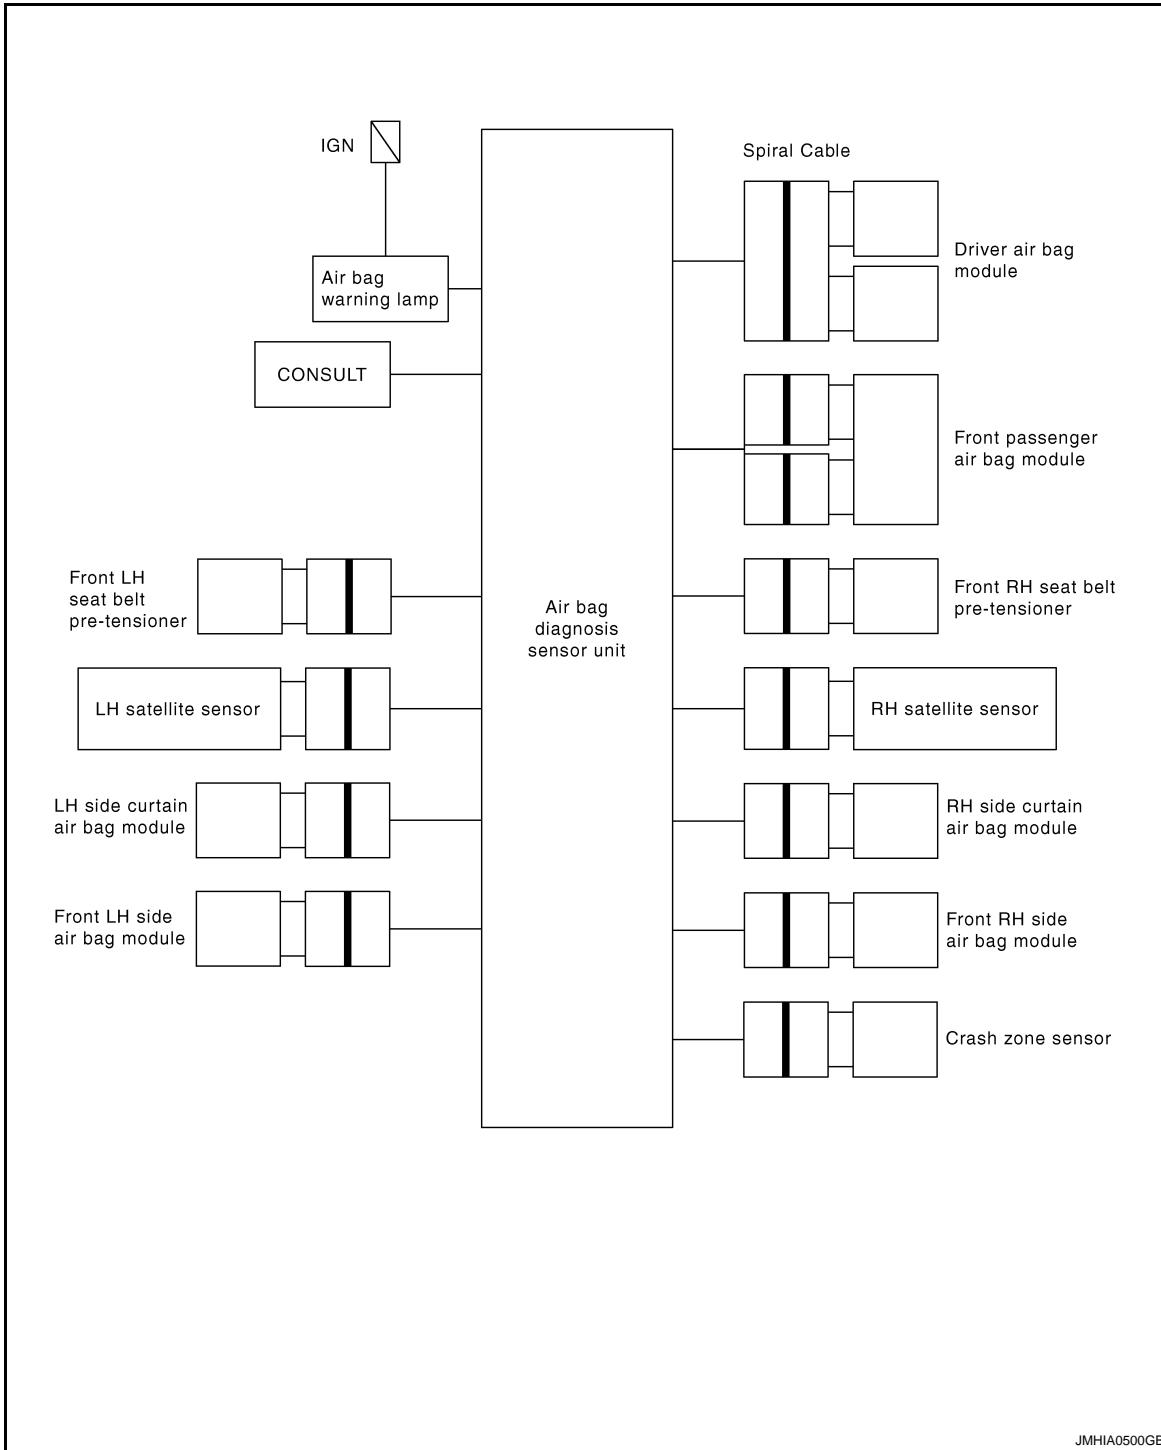 IGN
Spiral Cable
Air bag
warning lamp
Driver air bag
module
CONSULT
Front passenger
air bag module
Front LH
seat belt
pre-tensioner
Air bag
diagnosis
sensor unit
Front RH seat belt
pre-tensioner
LH satellite sensor
RH satellite sensor
LH side curtain
air bag module
RH side curtain
air bag module
Front LH side
air bag module
Front RH side
air bag module
Crash zone sensor
JMHIA0500GB